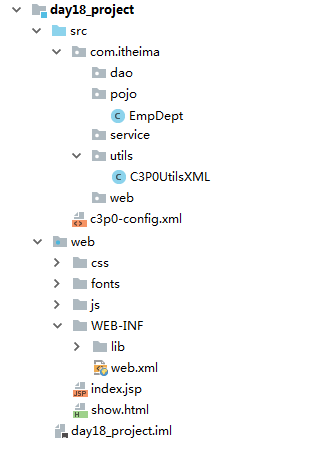 day18_project
src
com.itheima
dao
pojo
EmpDept
service
utils
C3P0UtilsXML
web
c3p0-config.xml
web
css
fonts
js
WEB-INF
lib
web.xml
index.jsp
show.html
day18_project.iml